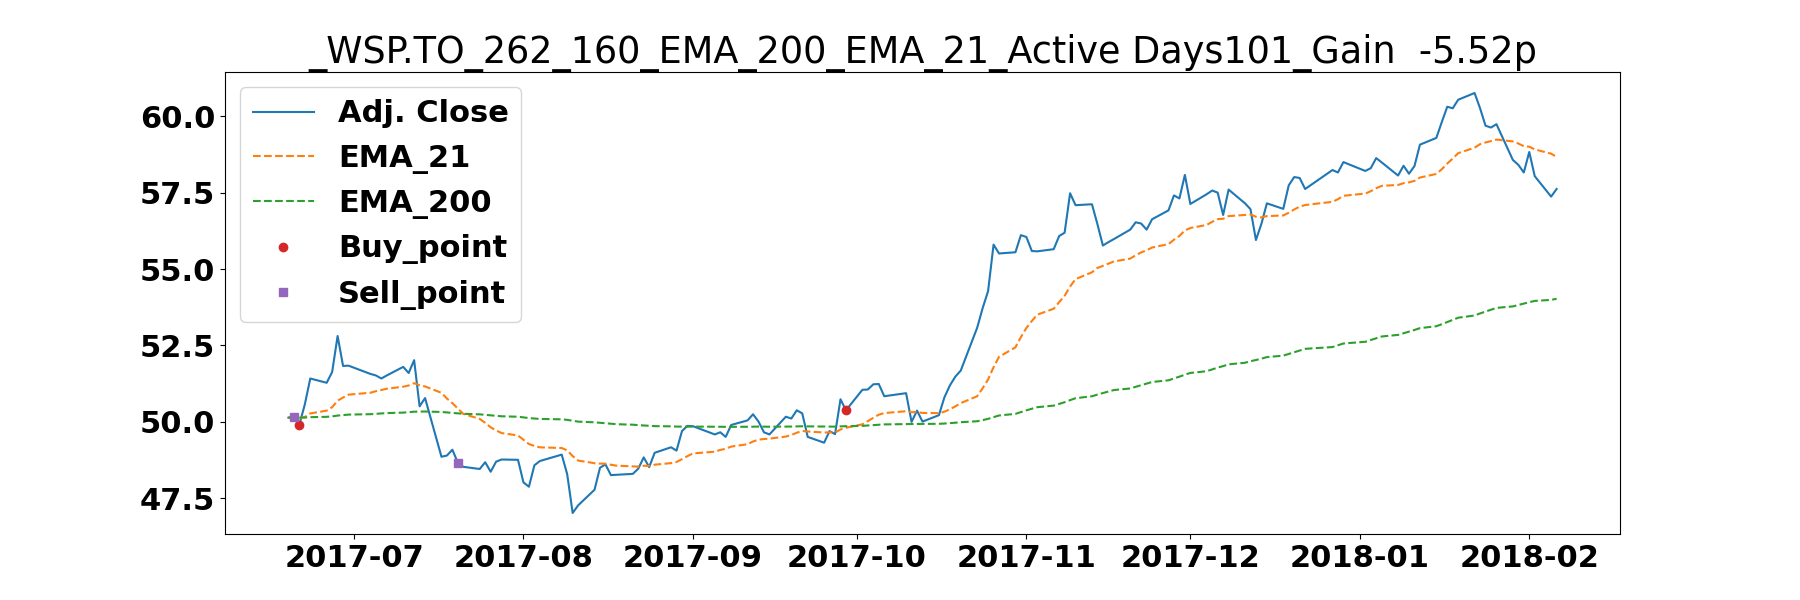 _WSP.TO_262_160_EMA_200_EMA_21_Active Days101_Gain  -5.52p
Adj. Close
EMA_21
EMA_200
Buy_point
Sell_point
60.0
57.5
55.0
52.5
50.0
47.5
2017-07 2017-08 2017-09 2017-10 2017-11 2017-12 2018-01 2018-02